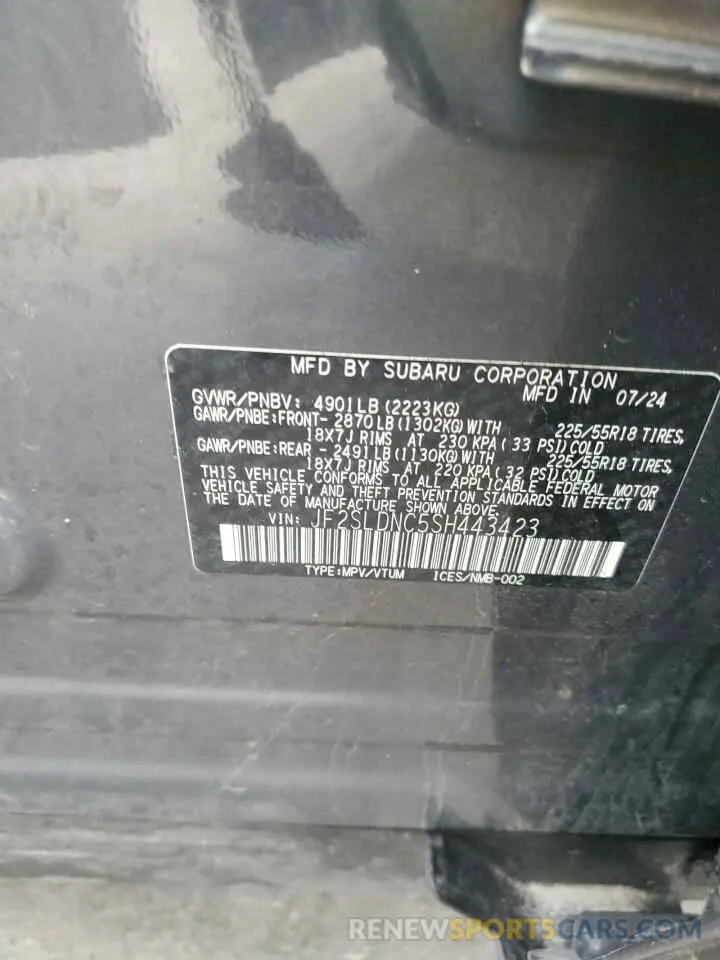 MFD BY SUBARU CORPORATION
GVWR/PNBV: 4901LB(2223KG) MFD IN 07/24
GAWR/PNBE:FRONT- 2870LB(1302KG)WITH 225/55R18 TIRES,
18X7J RIMS AT 230 KPA(33 PSI)COLD
GAWR/PNBE:REAR - 2491LB(1130KG)WITH 225/55R18 TIRES,
18X7J RIMS AT 220 KPA(32 PSI)COLD
THIS VEHICLE CONFORMS TO ALL APPLICABLE FEDERAL MOTOR
VEHICLE SAFETY AND THEFT PREVENTION STANDARDS IN EFFECT ON
THE DATE OF MANUFACTURE SHOWN ABOVE.
VIN: JF2SLDNC5SH443423
TYPE:MPV/VTUM ICES/NMB-002
RENEWSPORTSCARS.COM